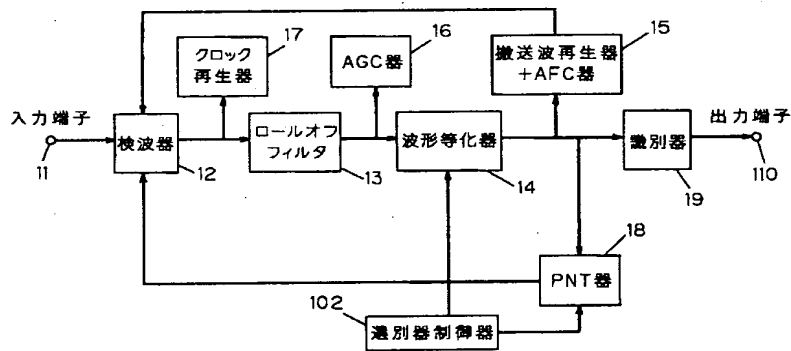 17
クロック
再生器
16
AGC器
搬送波再生器
+AFC器
15
入力端子
11
検波器
12
ロールオフ
フィルタ
13
波形等化器
14
識別器
19
出力端子
110
18
PNT器
102
選別器制御器